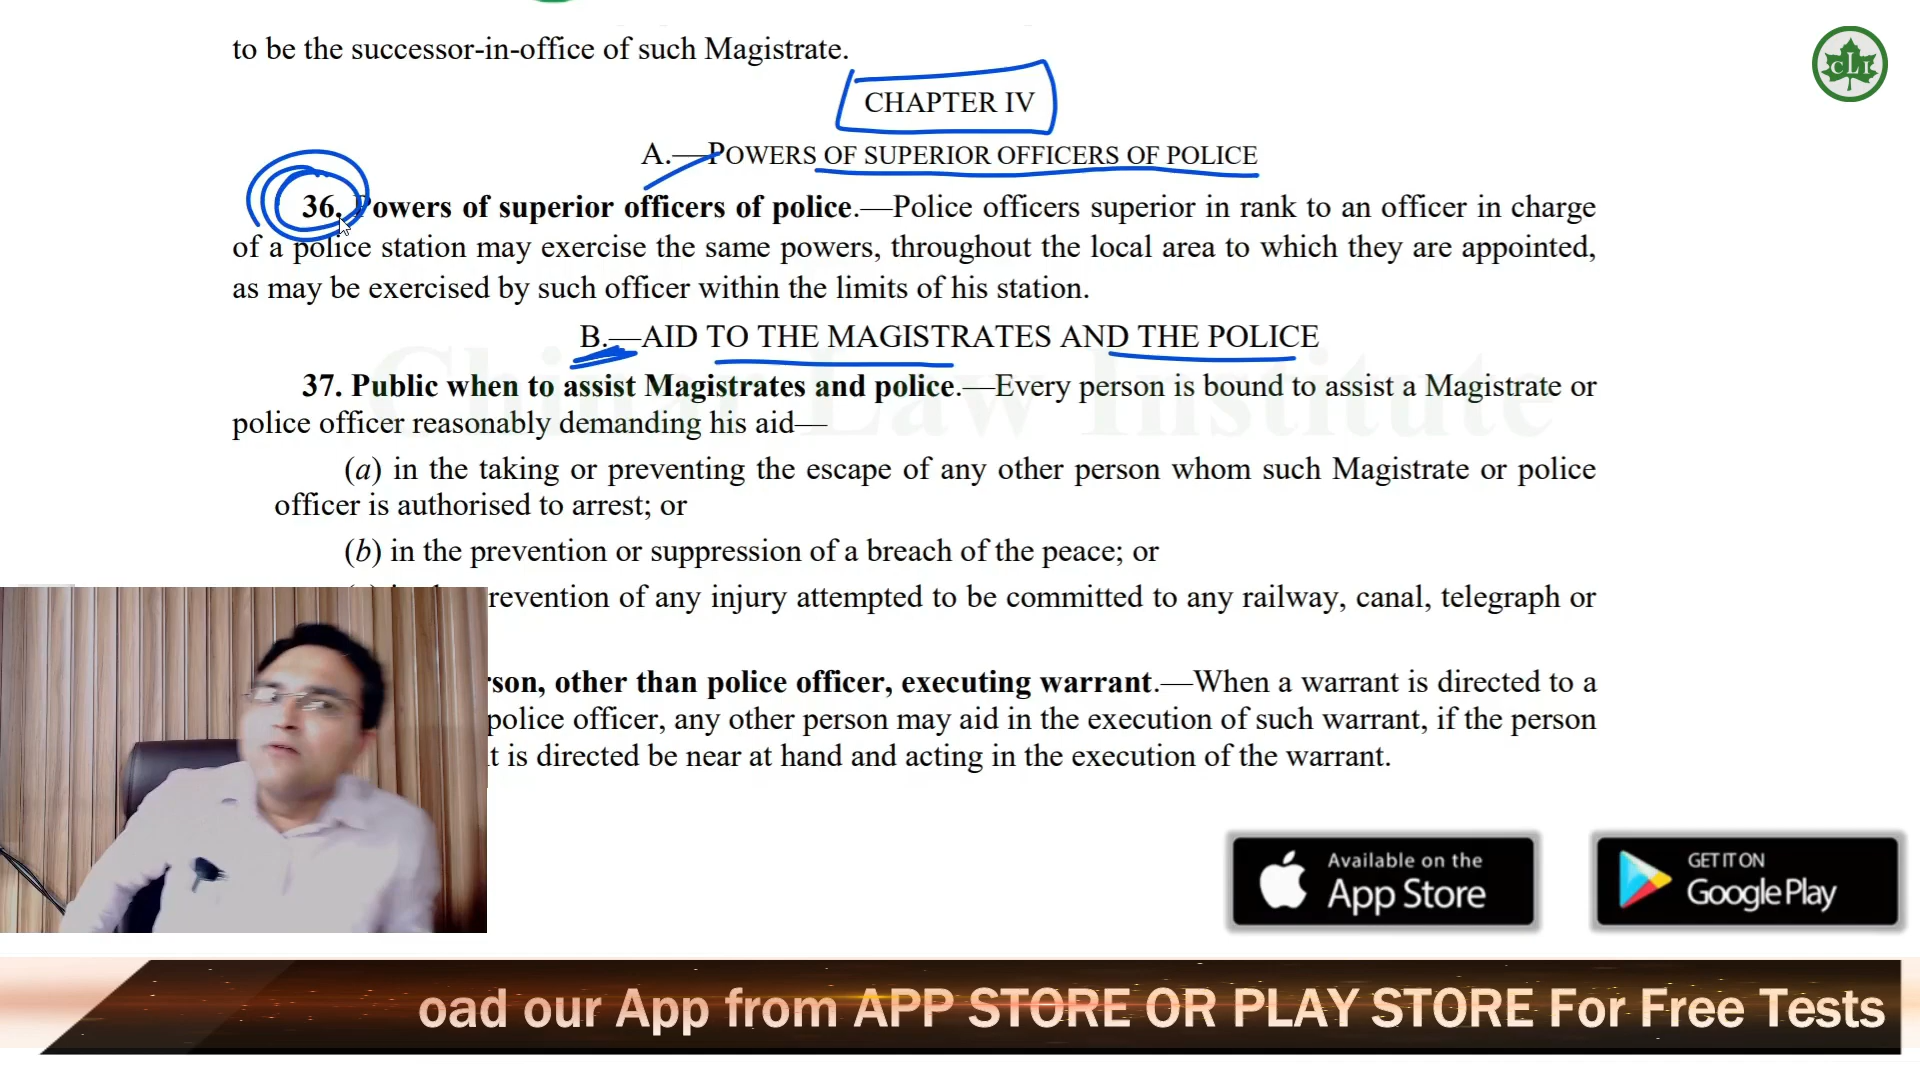 to be the successor-in-office of such Magistrate.
CLI
CHAPTER IV
A.—POWERS OF SUPERIOR OFFICERS OF POLICE
36. Powers of superior officers of police.—Police officers superior in rank to an officer in charge
of a police station may exercise the same powers, throughout the local area to which they are appointed,
as may be exercised by such officer within the limits of his station.
B.—AID TO THE MAGISTRATES AND THE POLICE
37. Public when to assist Magistrates and police.—Every person is bound to assist a Magistrate or
police officer reasonably demanding his aid—
Law Institute
(a) in the taking or preventing the escape of any other person whom such Magistrate or police
officer is authorised to arrest; or
(b) in the prevention or suppression of a breach of the peace; or
revention of any injury attempted to be committed to any railway, canal, telegraph or
rson, other than police officer, executing warrant.—When a warrant is directed to a
police officer, any other person may aid in the execution of such warrant, if the person
t is directed be near at hand and acting in the execution of the warrant.
Available on the
App Store
GET IT ON
Google Play
oad our App from APP STORE OR PLAY STORE For Free Tests